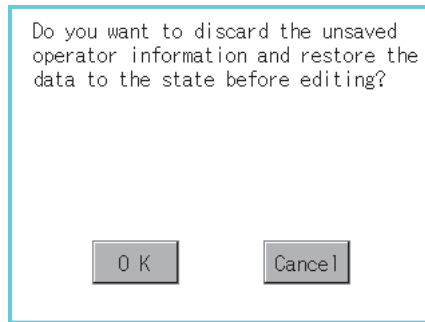 Do you want to discard the unsaved
operator information and restore the
data to the state before editing?
O K
Cancel